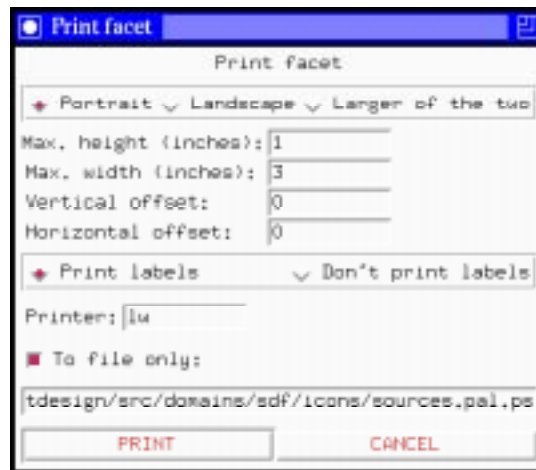 Print facet
Print facet
Portrait Landscape Larger of the two
Max. height (inches): 1
Max. width (inches): 3
Vertical offset: 0
Horizontal offset: 0
Print labels Don't print labels
Printer: lw
To file only:
tdesign/src/domains/sdf/icons/sources.pal.ps
PRINT CANCEL